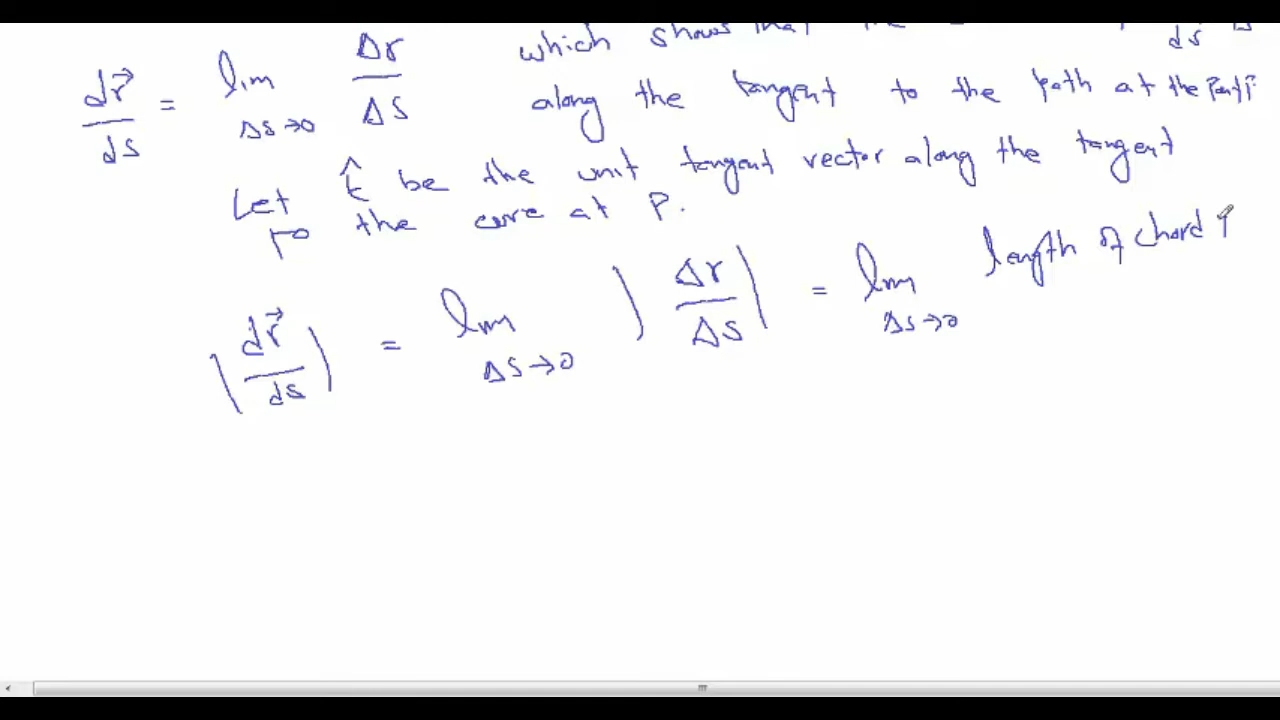 which shows that the
dr⃗/ds = lim Δs→0 Δr/Δs
along the tangent to the path at the Point P
Let t̂ be the unit tangent vector along the tangent
to the curve at P.
|dr⃗/ds| = lim Δs→0 |Δr/Δs| = lim Δs→0 length of chord P